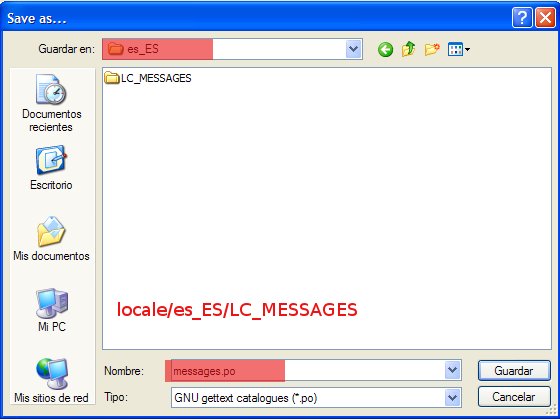 Save as...
Guardar en:
es_ES
LC_MESSAGES
Documentos
recientes
Escritorio
Mis documentos
Mi PC
Mis sitios de red
locale/es_ES/LC_MESSAGES
Nombre:
messages.po
Guardar
Tipo:
GNU gettext catalogues (*.po)
Cancelar